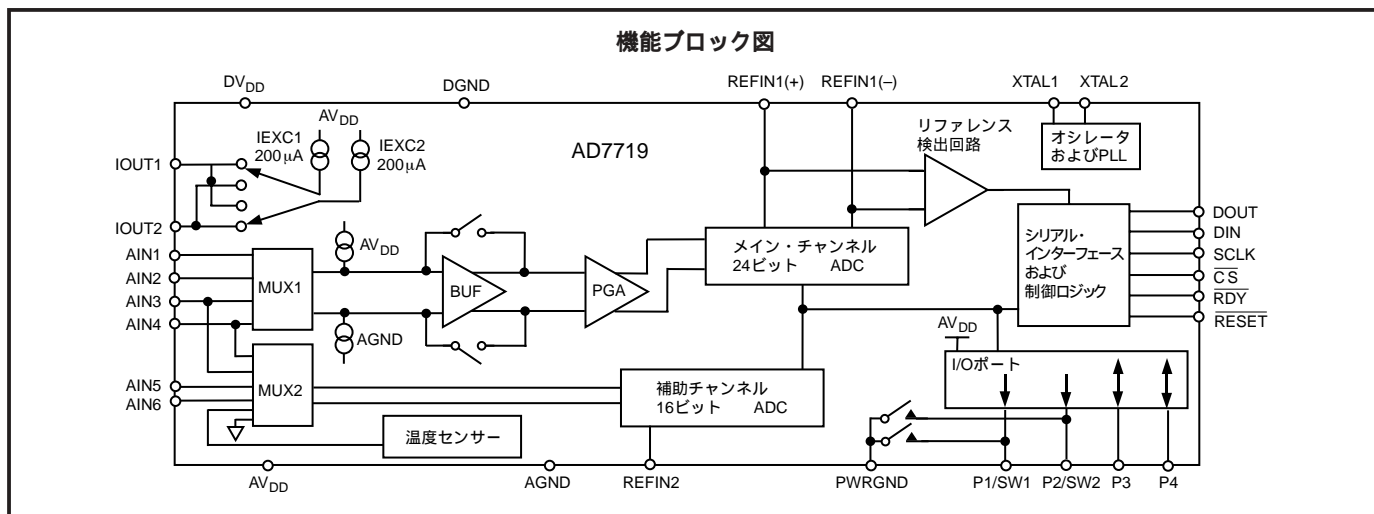 機能ブロック図
DVDD
DGND
REFIN1(+)
REFIN1(–)
XTAL1
XTAL2
AVDD
IEXC1
200μA
IEXC2
200μA
AD7719
リファレンス
検出回路
オシレータ
およびPLL
IOUT1
IOUT2
AIN1
AIN2
AIN3
AIN4
AIN5
AIN6
MUX1
MUX2
AVDD
AGND
BUF
PGA
メイン・チャンネル
24ビット ADC
補助チャンネル
16ビット ADC
温度センサー
シリアル・
インターフェース
および
制御ロジック
DOUT
DIN
SCLK
CS
RDY
RESET
AVDD
I/Oポート
AVDD
AGND
REFIN2
PWRGND
P1/SW1
P2/SW2
P3
P4